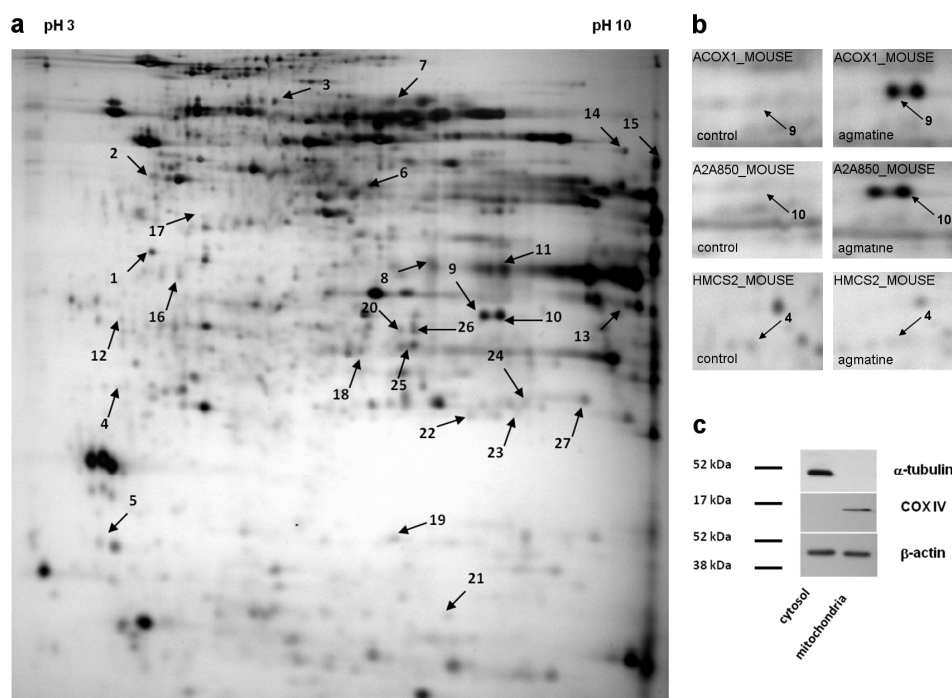 a
pH 3
pH 10
7
3
14
15
2
6
17
11
1
8
9
16
20
26
10
13
12
24
18
25
4
22
23
27
5
19
21
b
ACOX1_MOUSE
9
control
ACOX1_MOUSE
9
agmatine
A2A850_MOUSE
10
control
A2A850_MOUSE
10
agmatine
HMCS2_MOUSE
4
control
HMCS2_MOUSE
4
agmatine
c
52 kDa
α-tubulin
17 kDa
COX IV
52 kDa
β-actin
38 kDa
cytosol
mitochondria